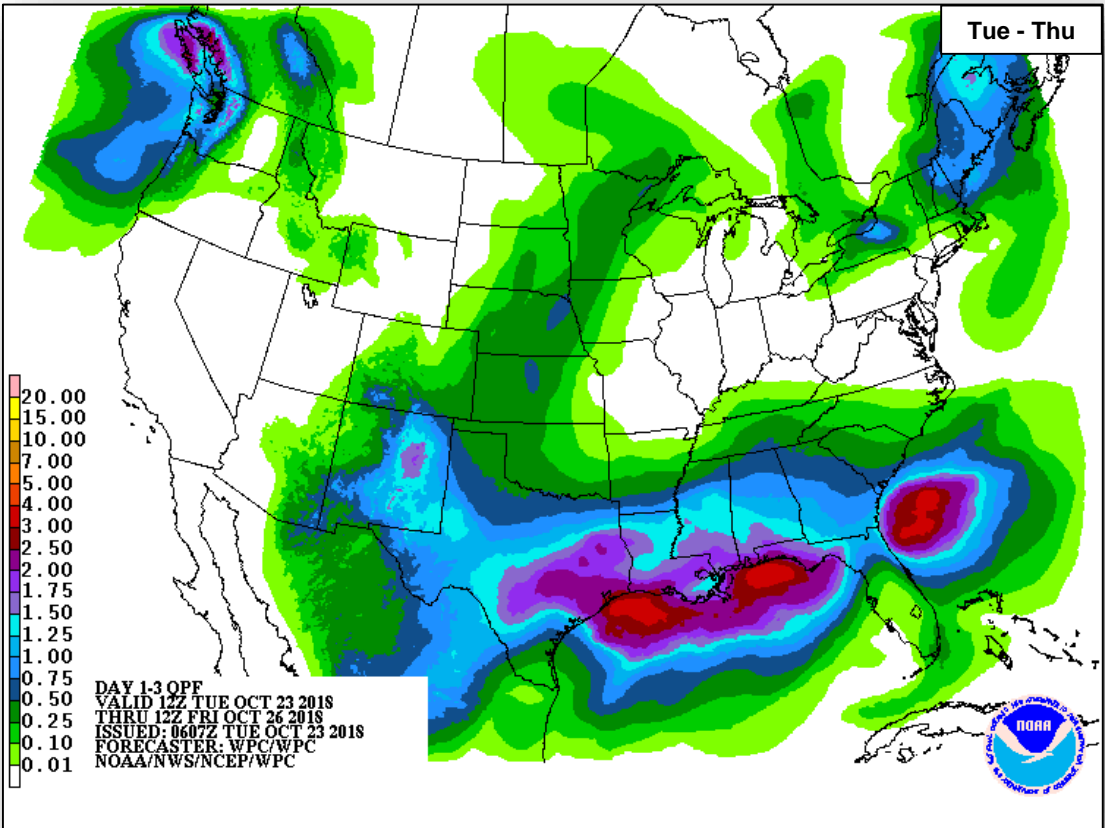 Tue - Thu
20.00
15.00
10.00
7.00
5.00
4.00
3.00
2.50
2.00
1.75
1.50
1.25
1.00
0.75
0.50
0.25
0.10
0.01
DAY 1-3 QPF
VALID 12Z TUE OCT 23 2018
THRU 12Z FRI OCT 26 2018
ISSUED: 0607Z TUE OCT 23 2018
FORECASTER: WPC/WPC
NOAA/NWS/NCEP/WPC
NOAA